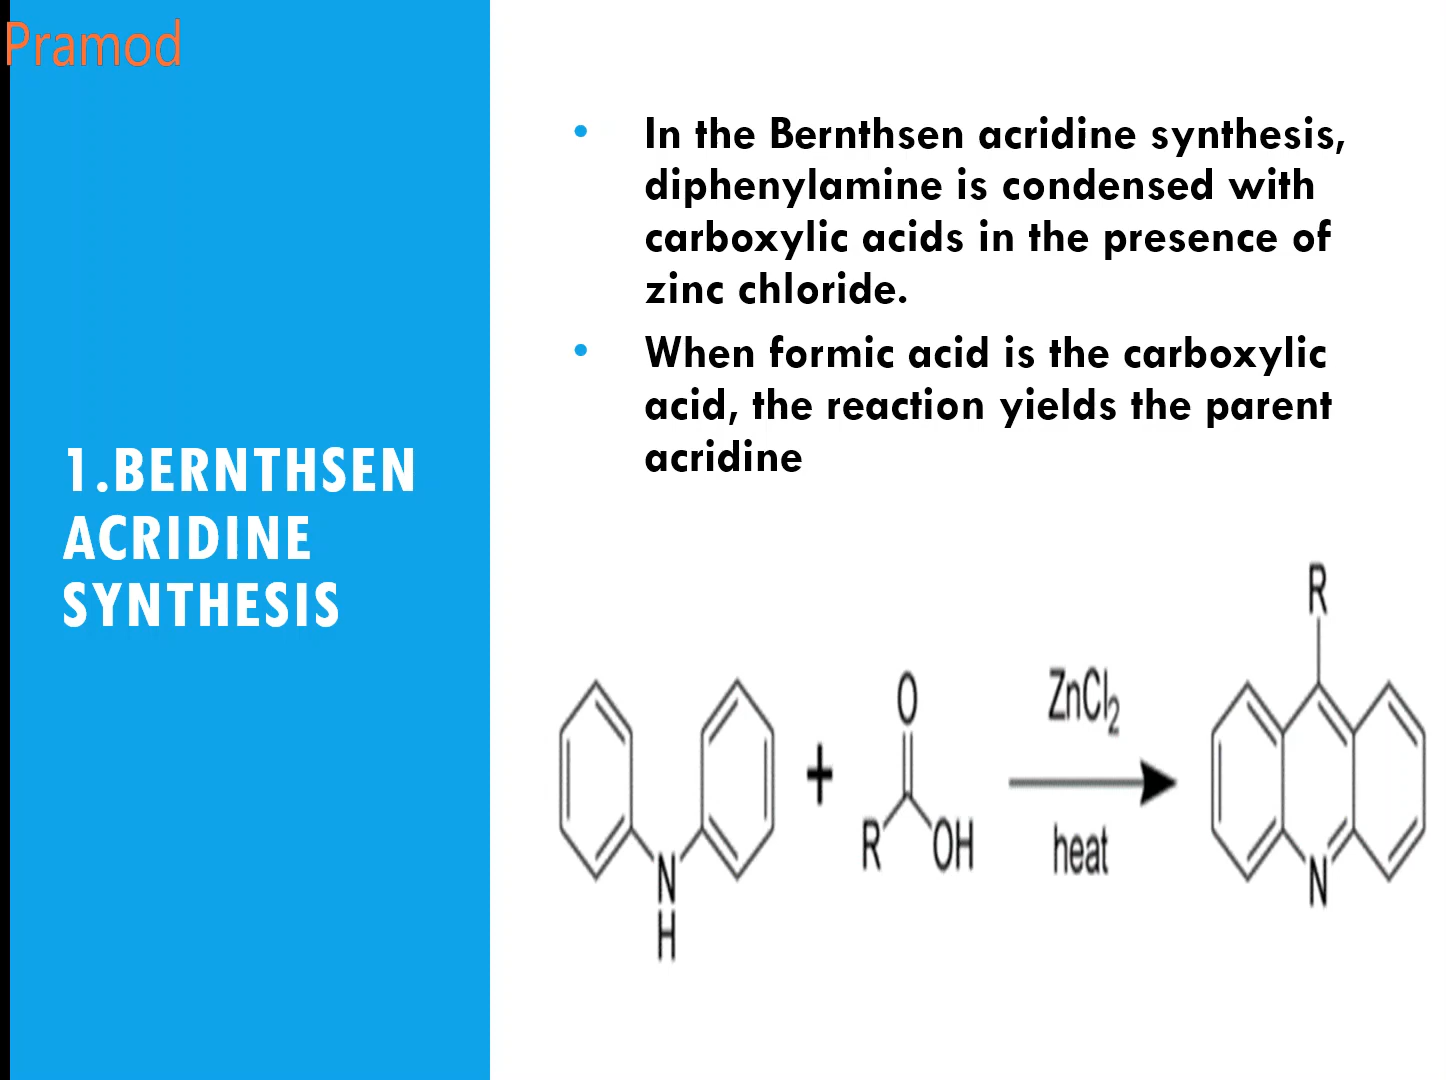 Pramod
1.BERNTHSEN
ACRIDINE
SYNTHESIS
• In the Bernthsen acridine synthesis,
diphenylamine is condensed with
carboxylic acids in the presence of
zinc chloride.
• When formic acid is the carboxylic
acid, the reaction yields the parent
acridine
N
H
+
O
R
OH
ZnCl2
heat
R
N